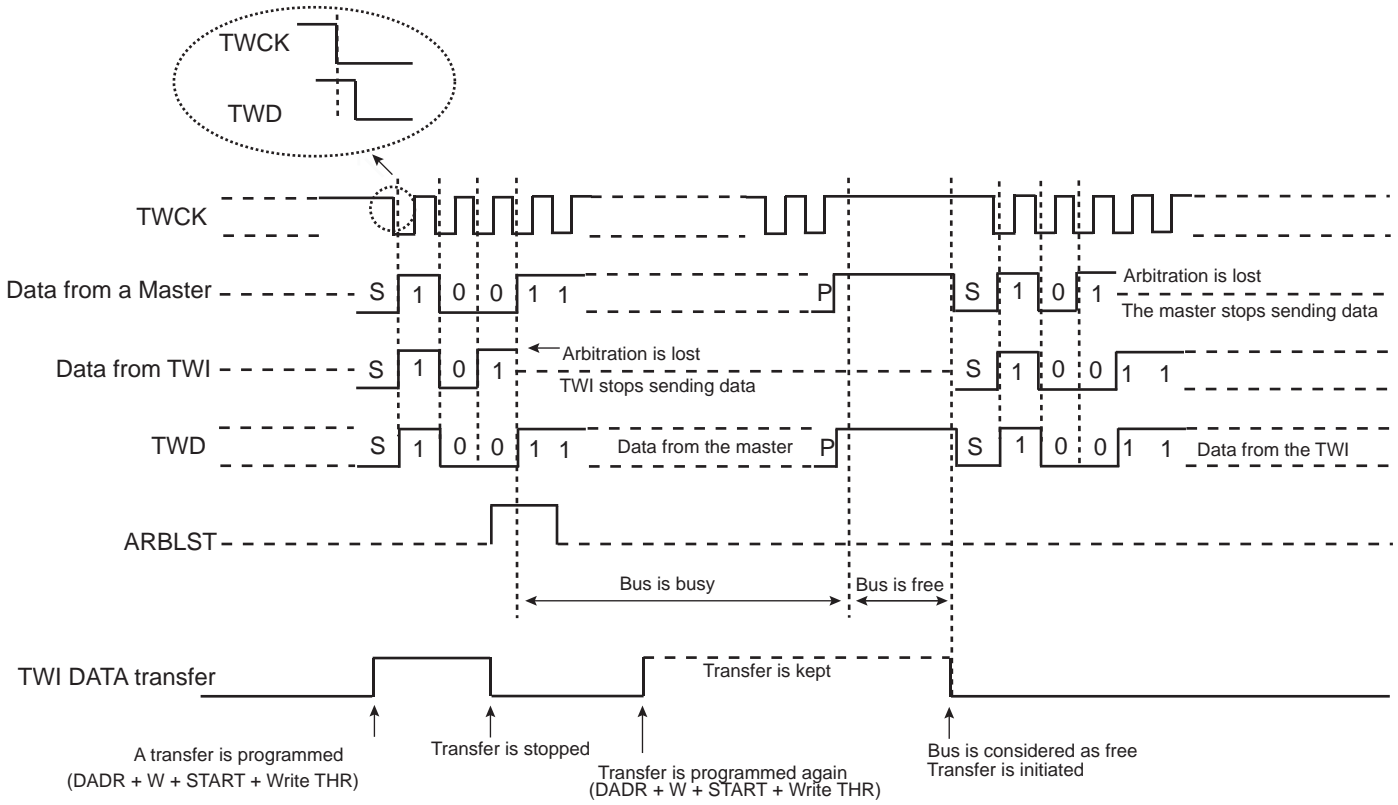 TWCK
TWD
TWCK
Data from a Master S 1 0 0 1 1 P S 1 0 1 Arbitration is lost
The master stops sending data
Data from TWI S 1 0 1 Arbitration is lost S 1 0 0 1 1
TWI stops sending data
TWD S 1 0 0 1 1 Data from the master P S 1 0 0 1 1 Data from the TWI
ARBLST
Bus is busy Bus is free
TWI DATA transfer Transfer is kept
A transfer is programmed
(DADR + W + START + Write THR)
Transfer is stopped
Transfer is programmed again
(DADR + W + START + Write THR)
Bus is considered as free
Transfer is initiated